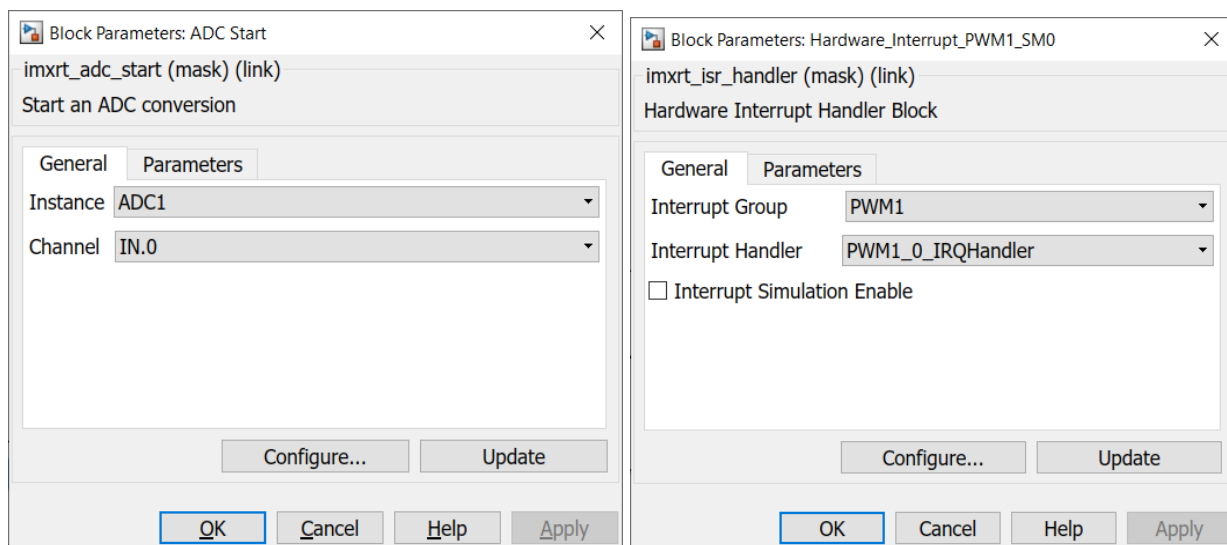 Block Parameters: ADC Start
imxrt_adc_start (mask) (link)
Start an ADC conversion
General
Parameters
Instance ADC1
Channel IN.0
Configure...
Update
OK
Cancel
Help
Apply
Block Parameters: Hardware_Interrupt_PWM1_SM0
imxrt_isr_handler (mask) (link)
Hardware Interrupt Handler Block
General
Parameters
Interrupt Group PWM1
Interrupt Handler PWM1_0_IRQHandler
Interrupt Simulation Enable
Configure...
Update
OK
Cancel
Help
Apply